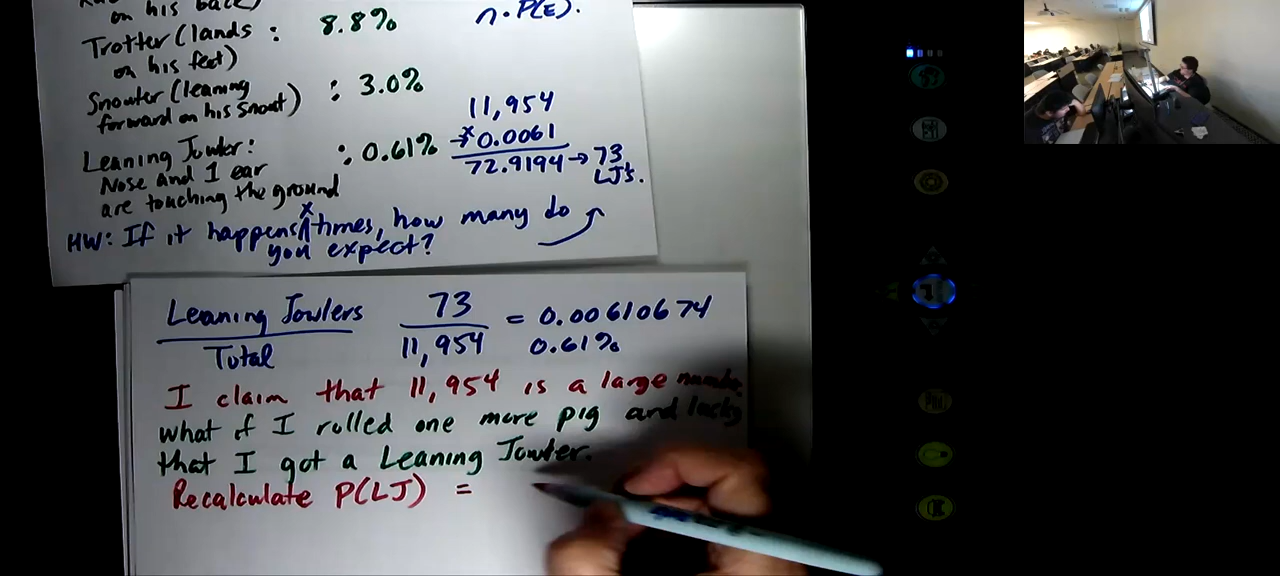 on his back)
Trotter (lands : 8.8%
on his feet)
n. P(E).
Snouter (leaning : 3.0%
forward on his snout)
Leaning Jowler: : 0.61%
Nose and 1 ear
are touching the ground
11,954
x 0.0061
72.9194 → 73
LJ's.
HW: If it happens x times, how many do
you expect?
Leaning Jowlers 73 = 0.00610674
Total 11,954 0.61%
I claim that 11,954 is a large number
what if I rolled one more pig and lucky
that I got a Leaning Jowler.
Recalculate P(LJ) =